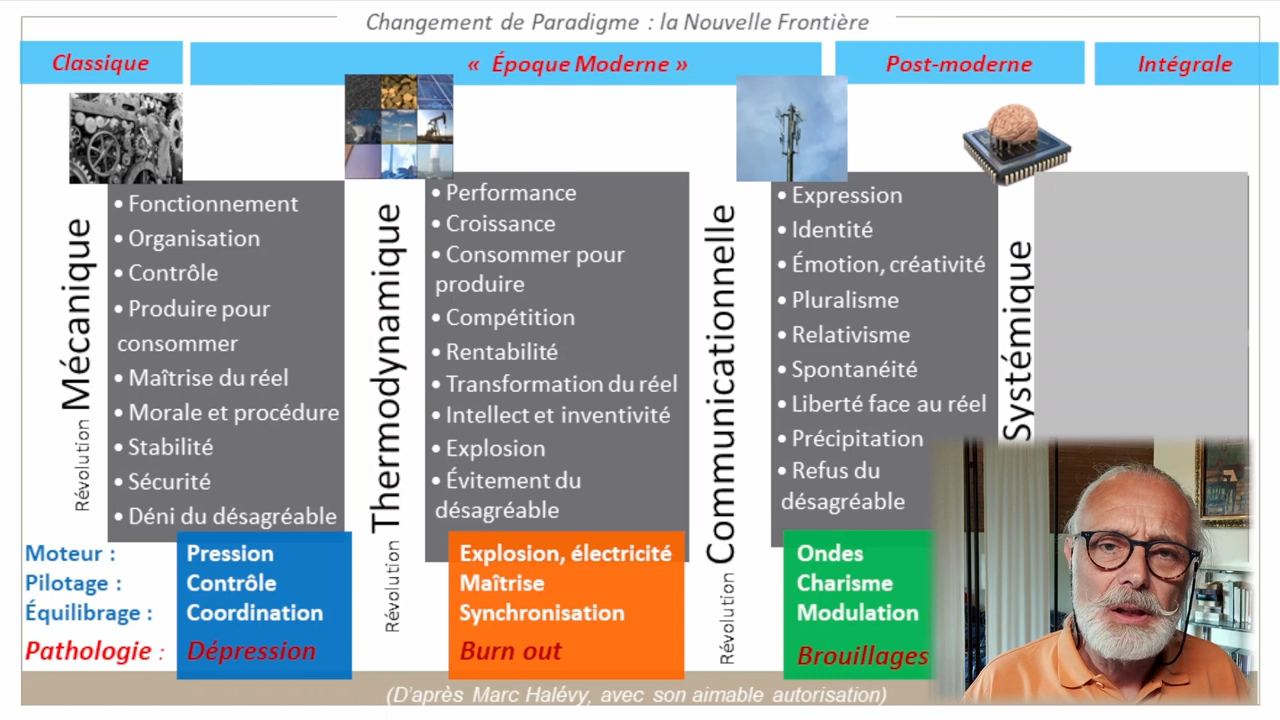 Changement de Paradigme : la Nouvelle Frontière
Classique
« Époque Moderne »
Post-moderne
Intégrale
Révolution Mécanique
• Fonctionnement
• Organisation
• Contrôle
• Produire pour
consommer
• Maîtrise du réel
• Morale et procédure
• Stabilité
• Sécurité
• Déni du désagréable
Révolution Thermodynamique
• Performance
• Croissance
• Consommer pour
produire
• Compétition
• Rentabilité
• Transformation du réel
• Intellect et inventivité
• Explosion
• Évitement du
désagréable
Révolution Communicationnelle
• Expression
• Identité
• Émotion, créativité
• Pluralisme
• Relativisme
• Spontanéité
• Liberté face au réel
• Précipitation
• Refus du
désagréable
Systémique
Moteur :
Pilotage :
Équilibrage :
Pathologie :
Pression
Contrôle
Coordination
Dépression
Explosion, électricité
Maîtrise
Synchronisation
Burn out
Ondes
Charisme
Modulation
Brouillages
(D'après Marc Halévy, avec son aimable autorisation)